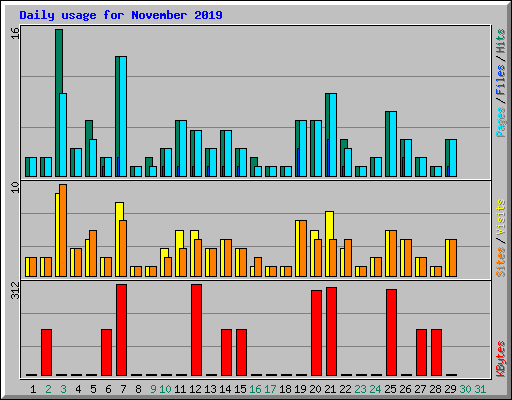 Daily usage for November 2019
16
Pages / Files / Hits
10
Sites / Visits
312
KBytes
1 2 3 4 5 6 7 8 9 10 11 12 13 14 15 16 17 18 19 20 21 22 23 24 25 26 27 28 29 30 31